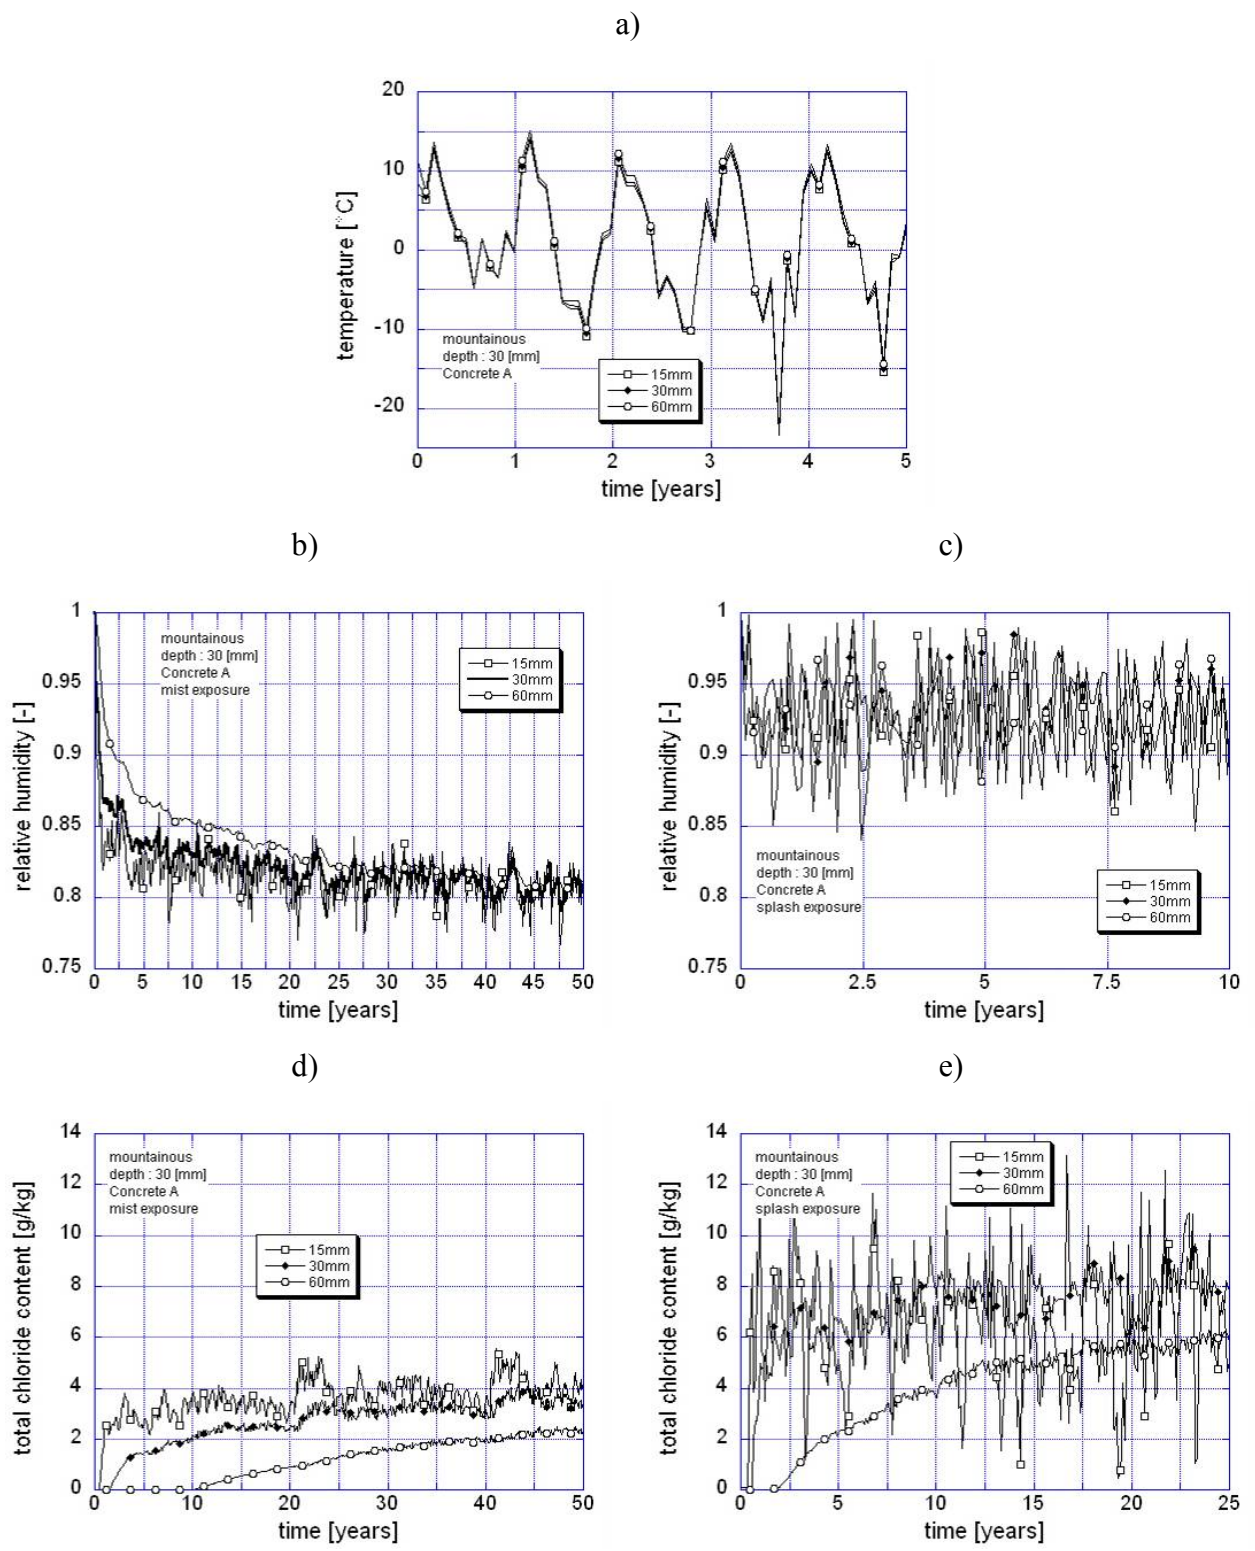 a)
20
10
0
-10
-20
temperature [°C]
mountainous
depth : 30 [mm]
Concrete A
15mm
30mm
60mm
0 1 2 3 4 5
time [years]
b)
1
0.95
0.9
0.85
0.8
0.75
relative humidity [-]
mountainous
depth : 30 [mm]
Concrete A
mist exposure
15mm
30mm
60mm
0 5 10 15 20 25 30 35 40 45 50
time [years]
c)
1
0.95
0.9
0.85
0.8
0.75
relative humidity [-]
mountainous
depth : 30 [mm]
Concrete A
splash exposure
15mm
30mm
60mm
0 2.5 5 7.5 10
time [years]
d)
14
12
10
8
6
4
2
0
total chloride content [g/kg]
mountainous
depth : 30 [mm]
Concrete A
mist exposure
15mm
30mm
60mm
0 10 20 30 40 50
time [years]
e)
14
12
10
8
6
4
2
0
total chloride content [g/kg]
mountainous
depth : 30 [mm]
Concrete A
splash exposure
15mm
30mm
60mm
0 5 10 15 20 25
time [years]